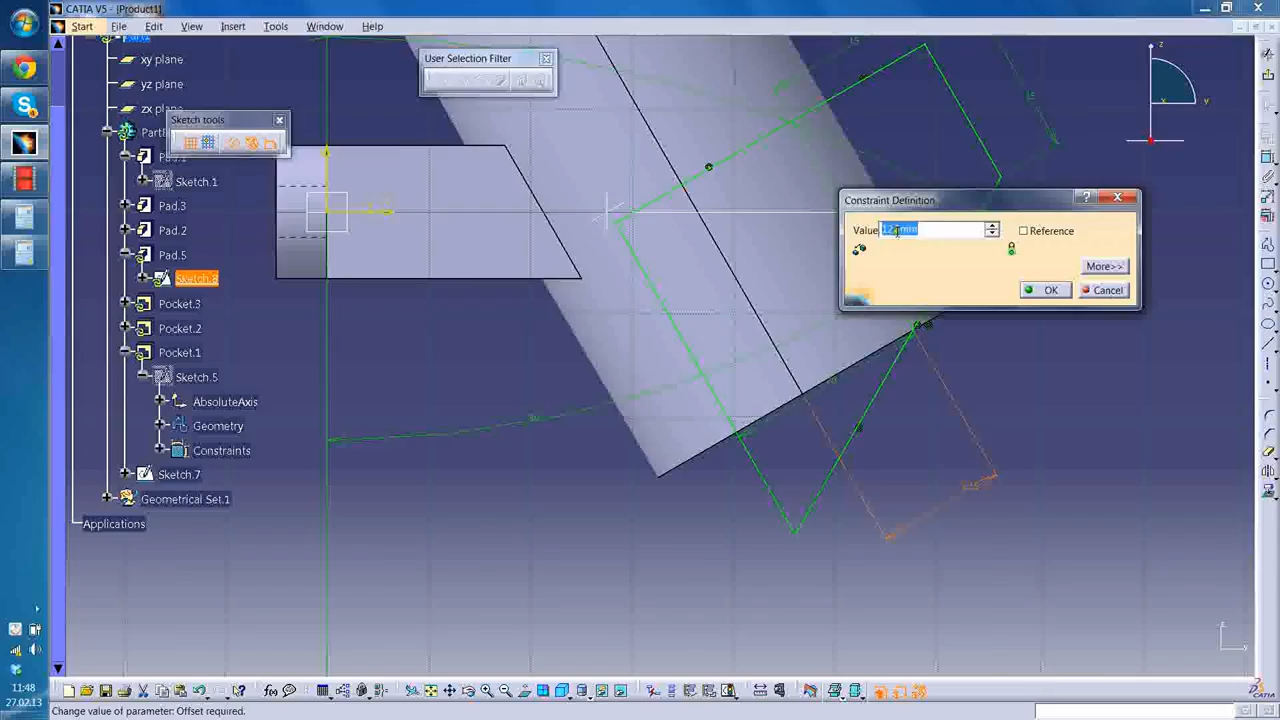 CATIA V5 - [Product1]
Start File Edit View Insert Tools Window Help
User Selection Filter
xy plane
yz plane
zx plane
Sketch tools
Sketch.1
Pad.3
Pad.2
Pad.5
Sketch.8
Pocket.3
Pocket.2
Pocket.1
Sketch.5
AbsoluteAxis
Geometry
Constraints
Sketch.7
Geometrical Set.1
Applications
Constraint Definition
Value
Reference
More>>
OK Cancel
z
x y
11:48
27.02.13
Change value of parameter: Offset required.
CATIA